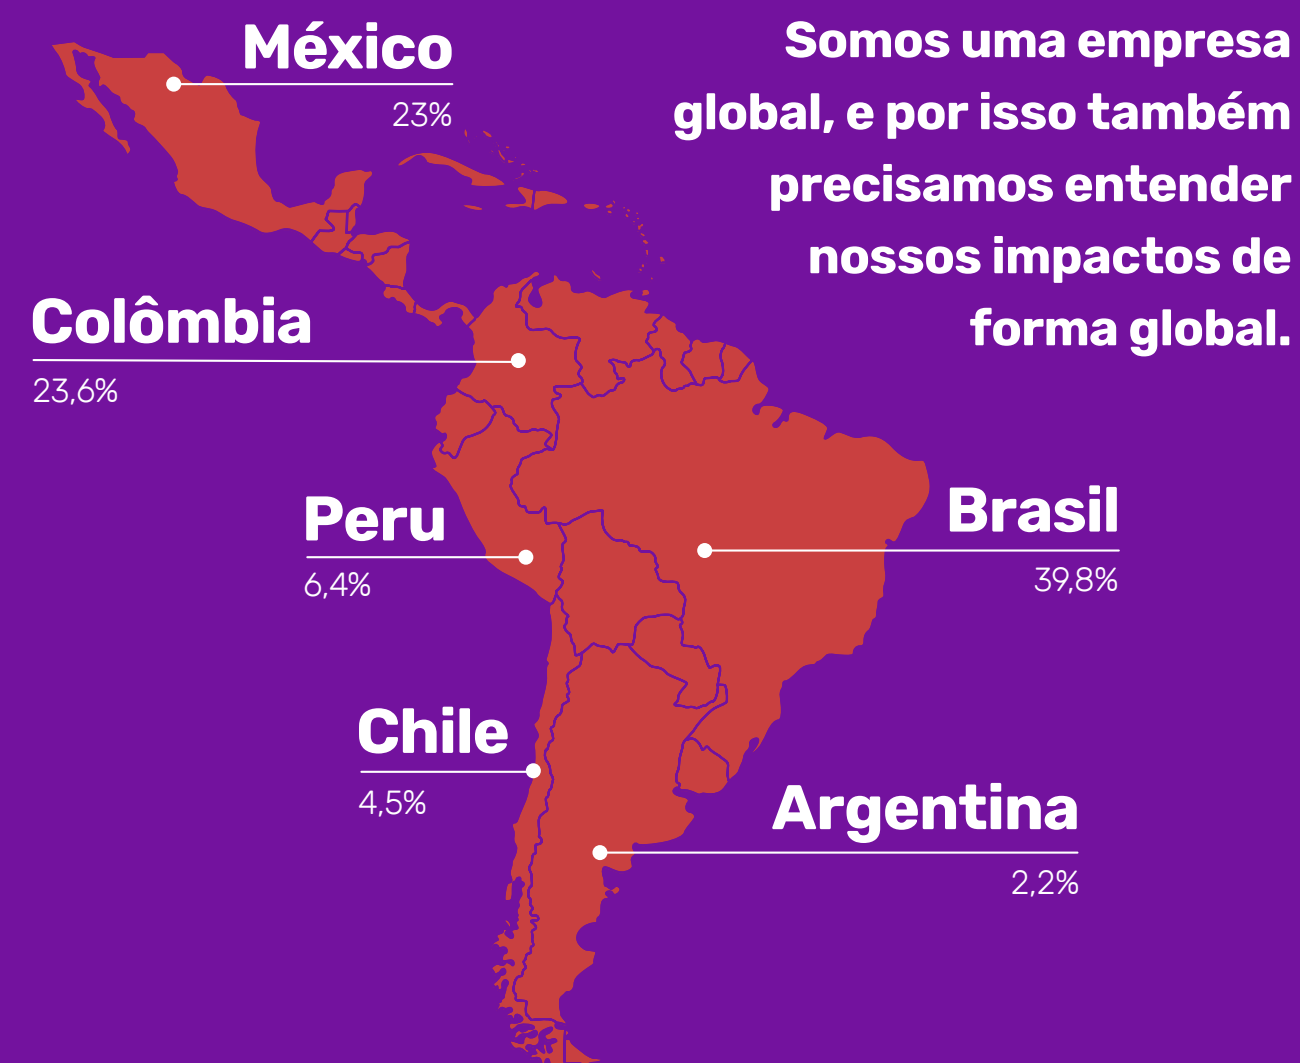 Somos uma empresa
global, e por isso também
precisamos entender
nossos impactos de
forma global.
México
23%
Colômbia
23,6%
Peru
6,4%
Brasil
39,8%
Chile
4,5%
Argentina
2,2%